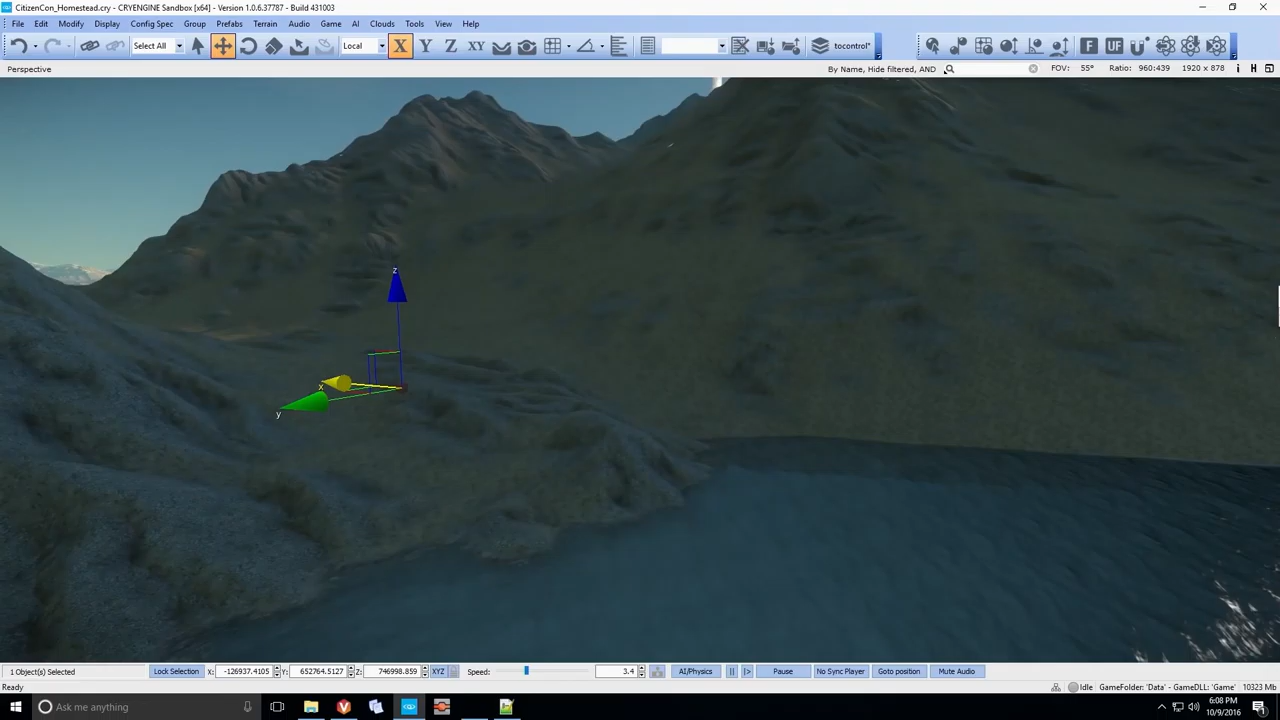 CitizenCon_Homestead.cry - CRYENGINE Sandbox [x64] - Version 1.0.6.37787 - Build 431003
File Edit Modify Display Config Spec Group Prefabs Terrain Audio Game AI Clouds Tools View Help
Select All Local X Y Z XY tocontrol* F UF
Perspective By Name, Hide filtered, AND FOV: 55° Ratio: 960:439 1920 x 878 i H
z
x
y
1 Object(s) Selected Lock Selection X: -126937.4105 Y: 652764.5127 Z: 746998.859 XYZ Speed: 3.4 AI/Physics Pause No Sync Player Goto position Mute Audio
Ready Idle GameFolder: 'Data' - GameDLL: 'Game' 10323 Mb
Ask me anything 6:08 PM
10/9/2016